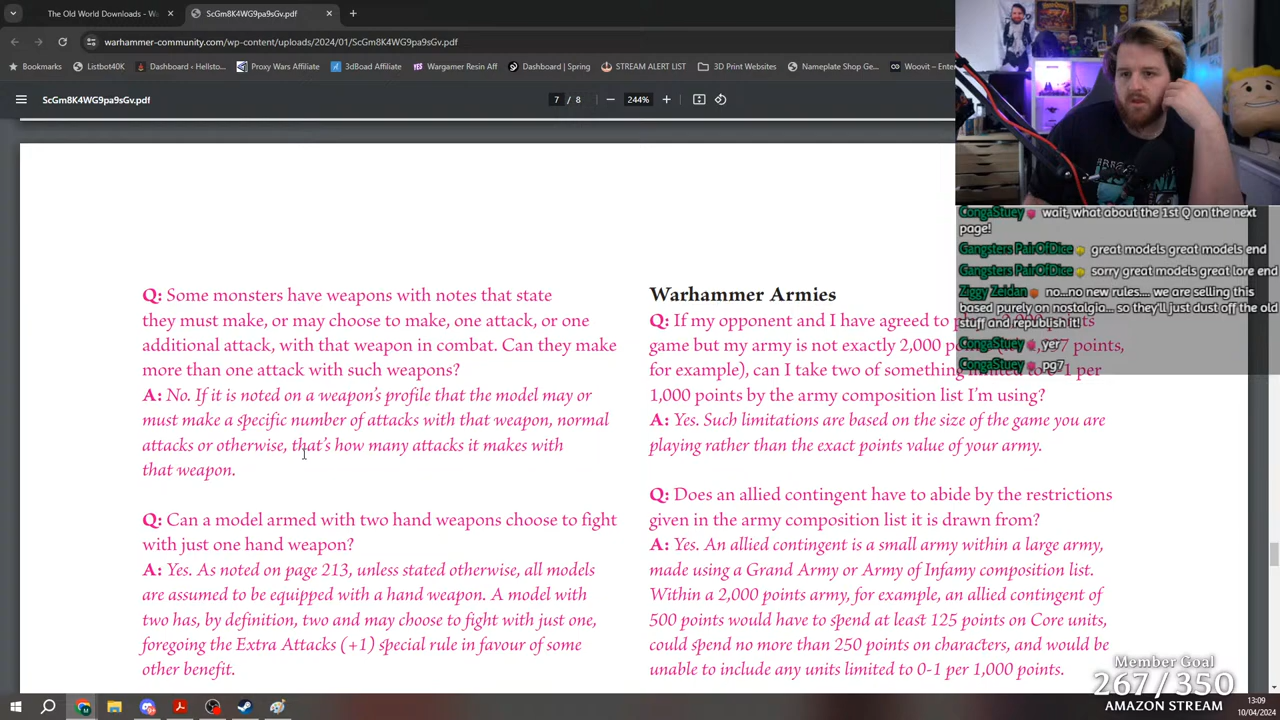 The Old World Downloads - W
ScGm8K4WG9pa9sGv.pdf
warhammer-community.com/wp-content/uploads/2024/01/ScGm8K4WG9pa9sGv.pdf
Bookmarks
Listbot40K
Dashboard ‹ Hellsto...
Proxy Wars Affiliate
3dBoad Affiliate
Wargamer Resin Aff
Dashboard | Spring
STREAM ALERT LIST
3D Print Websites
Nameplate Shop Ge...
Woovit – Enter
ScGm8K4WG9pa9sGv.pdf
7 / 8
244%
Q: Some monsters have weapons with notes that state
they must make, or may choose to make, one attack, or one
additional attack, with that weapon in combat. Can they make
more than one attack with such weapons?
A: No. If it is noted on a weapon's profile that the model may or
must make a specific number of attacks with that weapon, normal
attacks or otherwise, that's how many attacks it makes with
that weapon.
Q: Can a model armed with two hand weapons choose to fight
with just one hand weapon?
A: Yes. As noted on page 213, unless stated otherwise, all models
are assumed to be equipped with a hand weapon. A model with
two has, by definition, two and may choose to fight with just one,
foregoing the Extra Attacks (+1) special rule in favour of some
other benefit.
Warhammer Armies
Q: If my opponent and I have agreed to points
game but my army is not exactly 2,000 points,
for example), can I take two of something limited to 0-1 per
1,000 points by the army composition list I'm using?
A: Yes. Such limitations are based on the size of the game you are
playing rather than the exact points value of your army.
Q: Does an allied contingent have to abide by the restrictions
given in the army composition list it is drawn from?
A: Yes. An allied contingent is a small army within a large army,
made using a Grand Army or Army of Infamy composition list.
Within a 2,000 points army, for example, an allied contingent of
500 points would have to spend at least 125 points on Core units,
could spend no more than 250 points on characters, and would be
unable to include any units limited to 0-1 per 1,000 points.
CongaStuey wait, what about the 1st Q on the next
page!
Gangsters PairOfDice great models great models end
Gangsters PairOfDice sorry great models great lore end
Ziggy Zeidan no...no new rules.... we are selling this
based purely on nostalgia... so they'll just dust off the old
stuff and republish it!
CongaStuey yer
CongaStuey pg7
Member Goal
267/350
AMAZON STREAM
13:09
10/04/2024